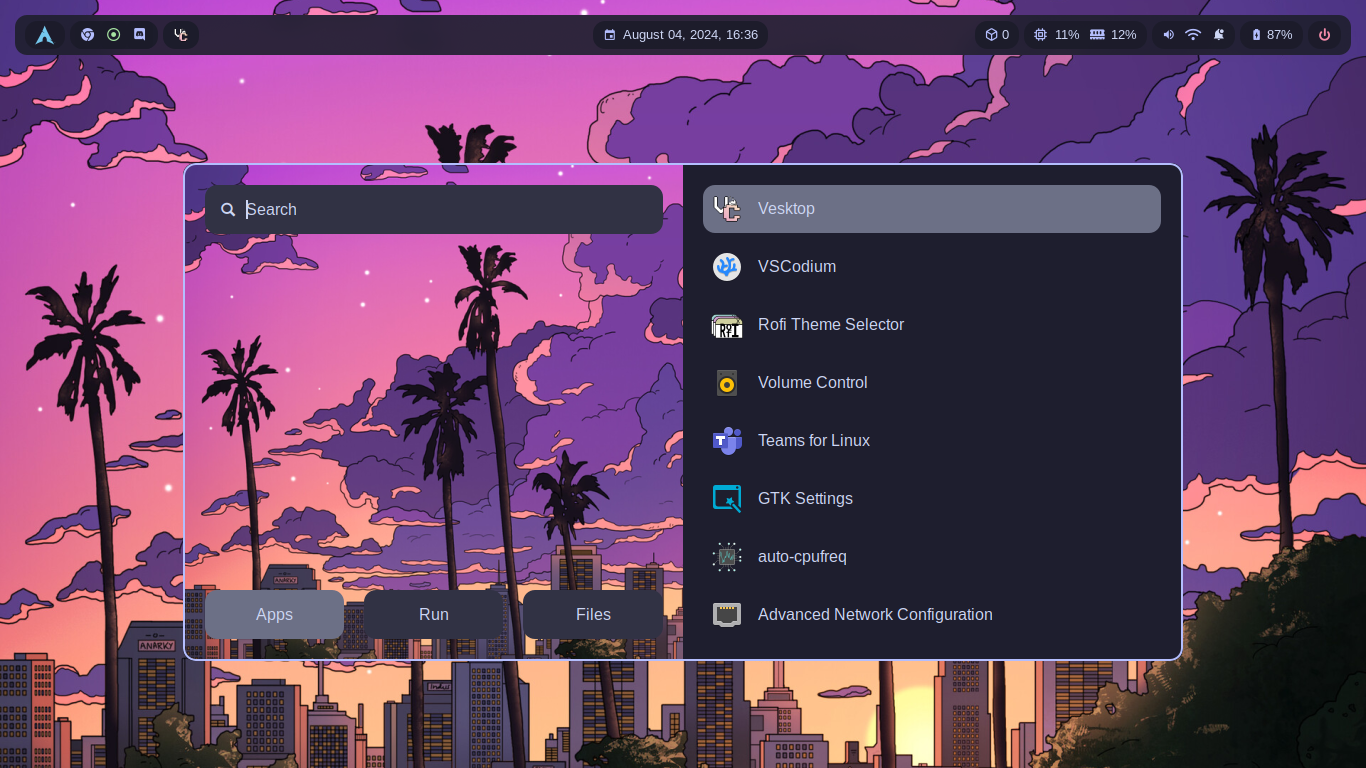 August 04, 2024, 16:36
0
11%
12%
87%
Search
Vesktop
VSCodium
Rofi Theme Selector
Volume Control
Teams for Linux
GTK Settings
auto-cpufreq
Advanced Network Configuration
ANARKY
Apps
Run
Files
ANARKY